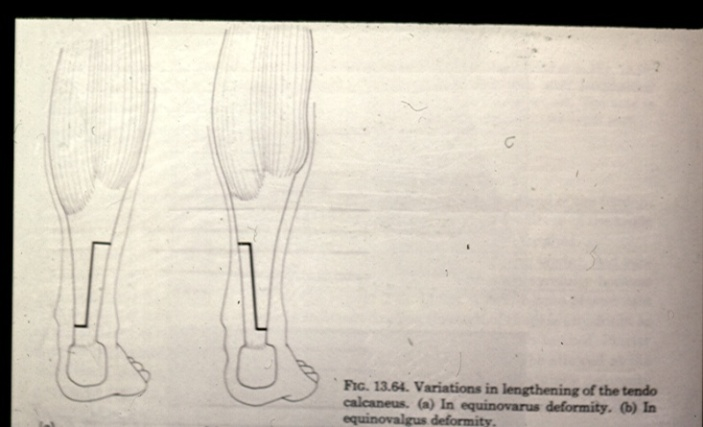 FIG. 13.64. Variations in lengthening of the tendo
calcaneus. (a) In equinovarus deformity. (b) In
equinovalgus deformity.
(a)